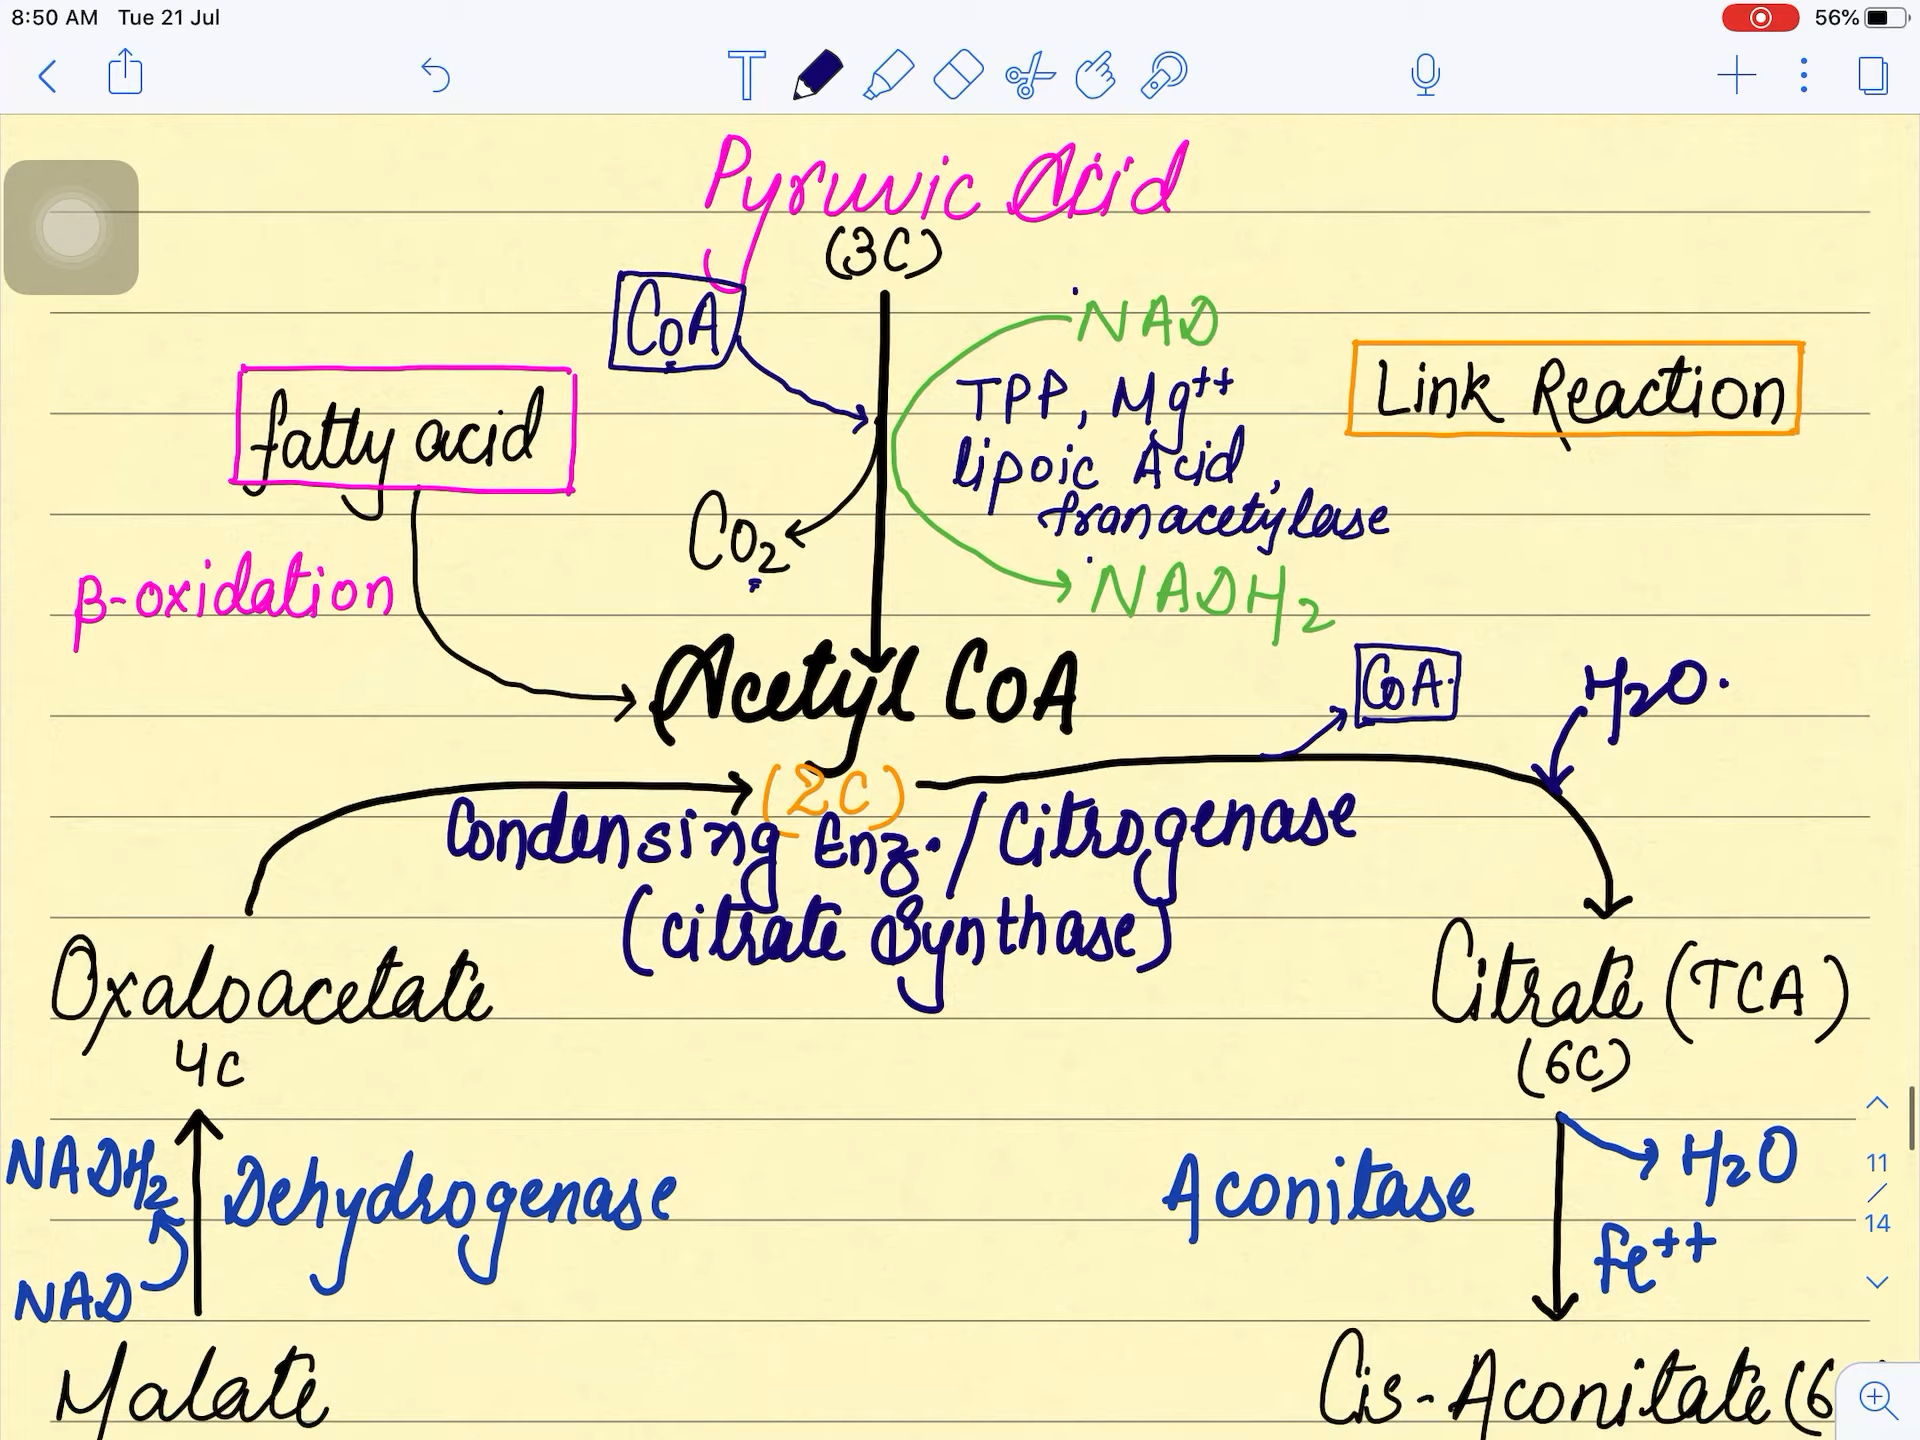 8:50 AM Tue 21 Jul 56%
T
Pyruvic Acid
(3C)
CoA
NAD
TPP, Mg++
Link Reaction
fatty acid
lipoic Acid,
tranacetylase
CO2
NADH2
β-oxidation
Acetyl CoA
CoA.
H2O.
(2C)
Condensing Enz./Citrogenase
(citrate Synthase)
Oxaloacetate
4C
Citrate (TCA)
(6C)
NADH2
Dehydrogenase
Aconitase
H2O
11
/
14
Fe++
NAD
Malate
Cis-Aconitate (6